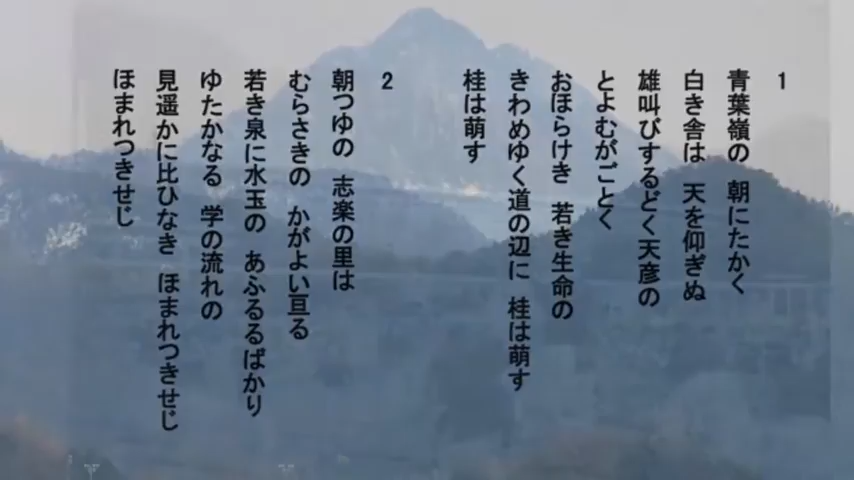 1
青葉嶺の 朝にたかく
白き舎は 天を仰ぎぬ
雄叫びするどく天彦の
とよむがごとく
おほらけき 若き生命の
きわめゆく道の辺に 桂は萌す
桂は萌す
2
朝つゆの 志楽の里は
むらさきの かがよい亘る
若き泉に水玉の あふるるばかり
ゆたかなる 学の流れの
見遥かに比ひなき ほまれつきせじ
ほまれつきせじ